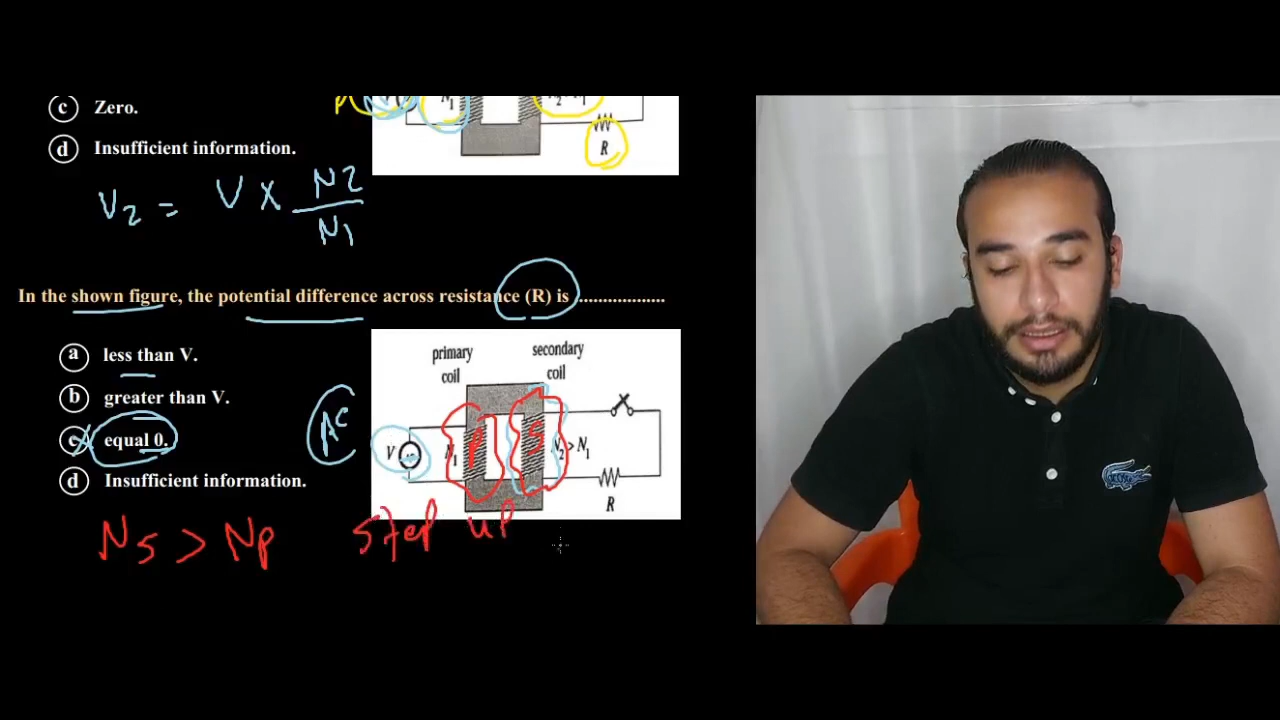 c Zero.
N1
d Insufficient information.
R
V2 = V X N2
N1
In the shown figure, the potential difference across resistance (R) is ...................
primary coil
secondary coil
a less than V.
b greater than V.
AC
c equal 0.
V
N1
P
S
N2 > N1
d Insufficient information.
R
NS > NP step up